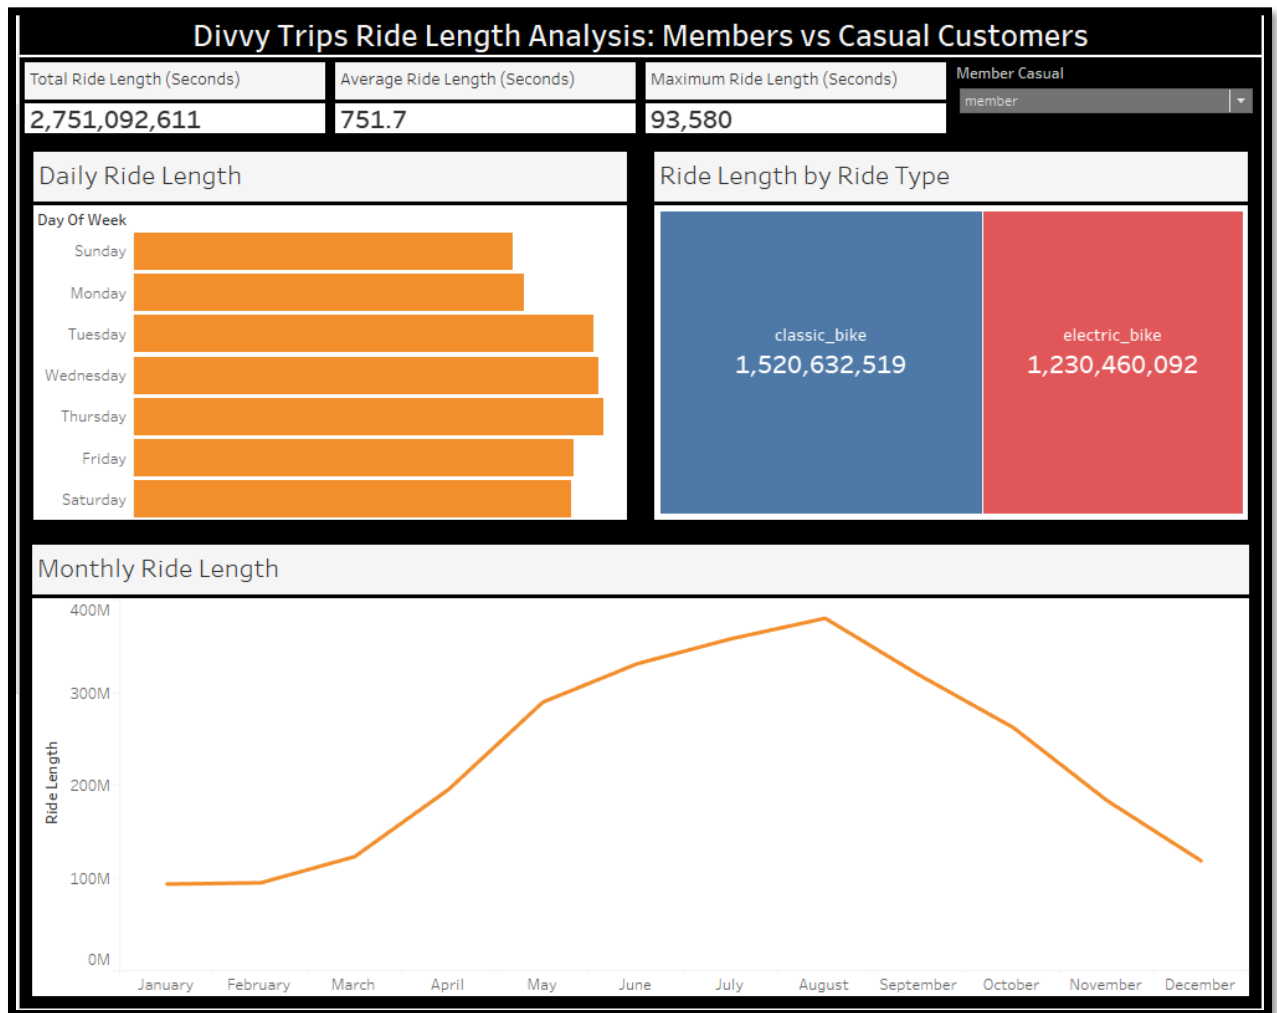 Divvy Trips Ride Length Analysis: Members vs Casual Customers
Total Ride Length (Seconds)
2,751,092,611
Average Ride Length (Seconds)
751.7
Maximum Ride Length (Seconds)
93,580
Member Casual
member
Daily Ride Length
Day Of Week
Sunday
Monday
Tuesday
Wednesday
Thursday
Friday
Saturday
Ride Length by Ride Type
classic_bike
1,520,632,519
electric_bike
1,230,460,092
Monthly Ride Length
Ride Length
400M
300M
200M
100M
0M
January February March April May June July August September October November December